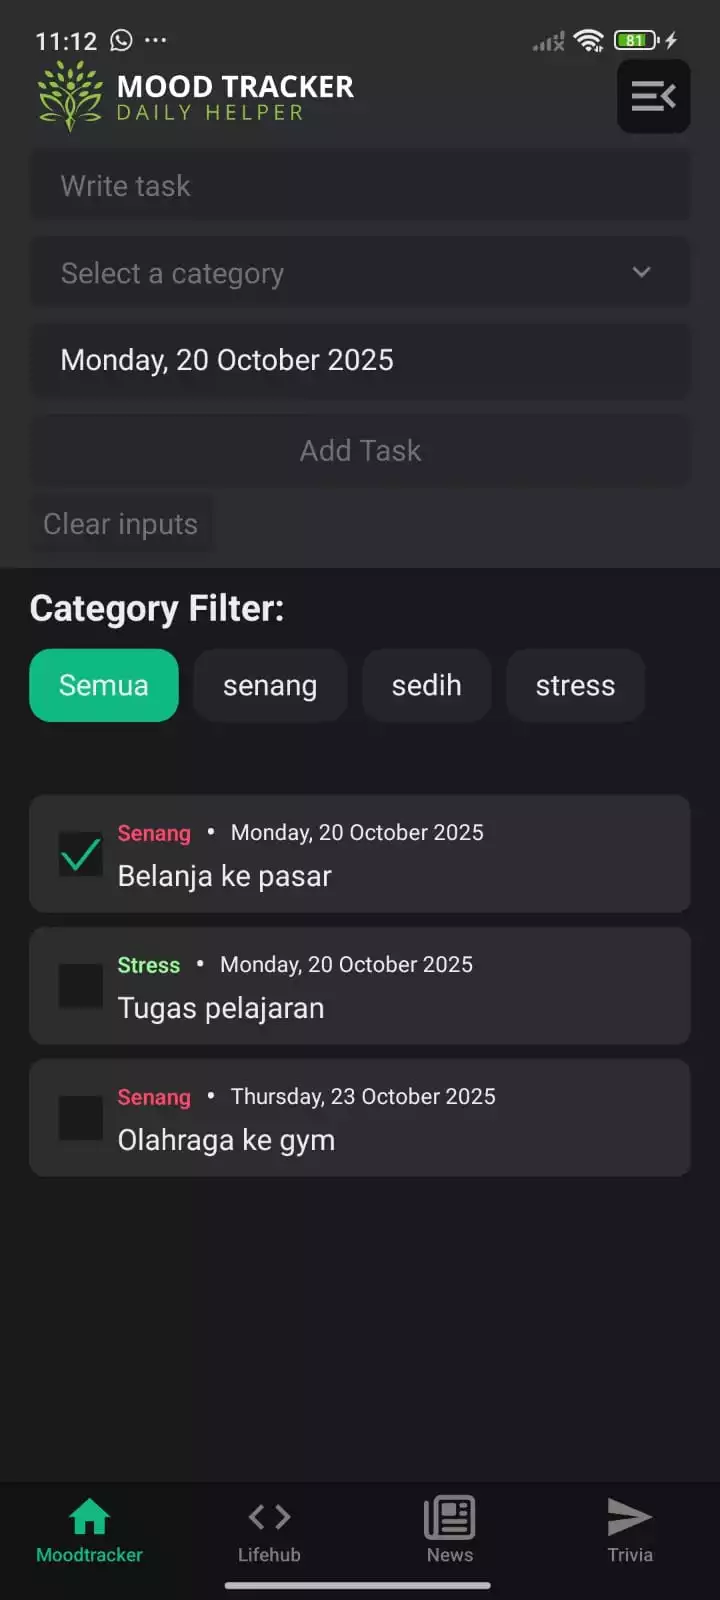 11:12
81
MOOD TRACKER
DAILY HELPER
Write task
Select a category
Monday, 20 October 2025
Add Task
Clear inputs
Category Filter:
Semua senang sedih stress
Senang • Monday, 20 October 2025
Belanja ke pasar
Stress • Monday, 20 October 2025
Tugas pelajaran
Senang • Thursday, 23 October 2025
Olahraga ke gym
Moodtracker Lifehub News Trivia